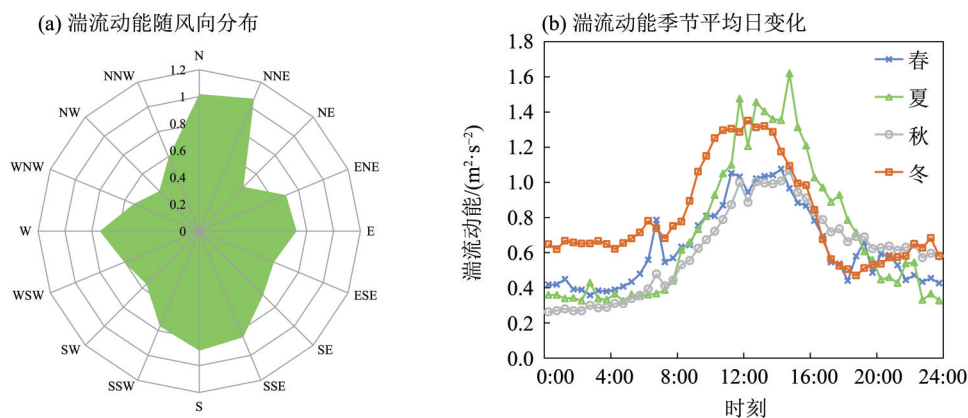 (a) 湍流动能随风向分布
N
NNE
NE
ENE
E
ESE
SE
SSE
S
SSW
SW
WSW
W
WNW
NW
NNW
1.2
1
0.8
0.6
0.4
0.2
0
(b) 湍流动能季节平均日变化
湍流动能/(m²·s⁻²)
1.8
1.6
1.4
1.2
1.0
0.8
0.6
0.4
0.2
0.0
春
夏
秋
冬
0:00 4:00 8:00 12:00 16:00 20:00 24:00
时刻